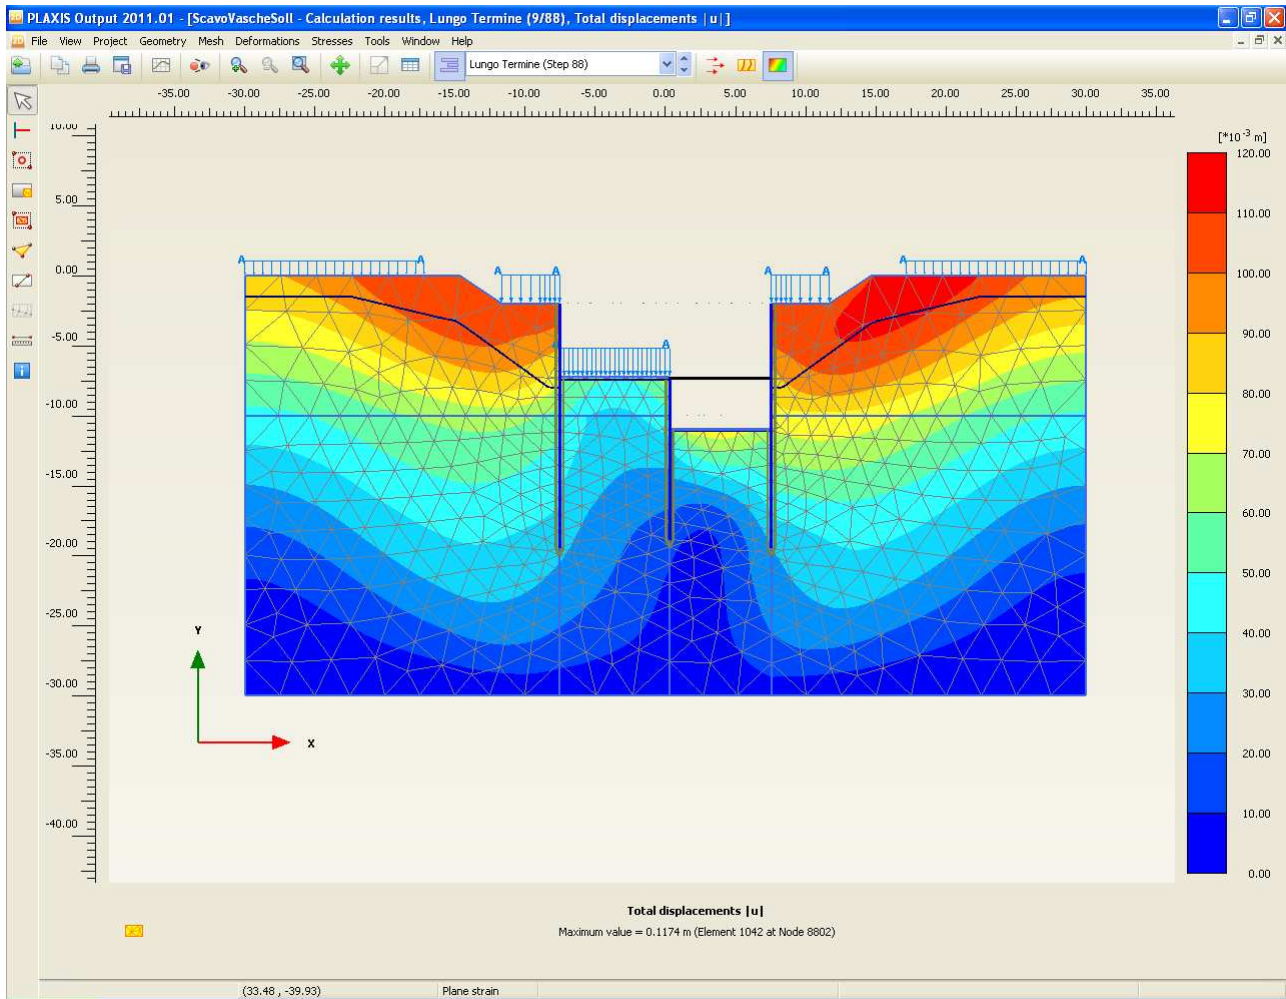 PLAXIS Output 2011.01 - [ScavoVascheSoll - Calculation results, Lungo Termine (9/88), Total displacements |u|]
File View Project Geometry Mesh Deformations Stresses Tools Window Help
Lungo Termine (Step 88)
-35.00 -30.00 -25.00 -20.00 -15.00 -10.00 -5.00 0.00 5.00 10.00 15.00 20.00 25.00 30.00 35.00
10.00
5.00
0.00
-5.00
-10.00
-15.00
-20.00
-25.00
-30.00
-35.00
-40.00
A A A A A A A A
A A
Y
X
[*10-3 m]
120.00
110.00
100.00
90.00
80.00
70.00
60.00
50.00
40.00
30.00
20.00
10.00
0.00
Total displacements |u|
Maximum value = 0.1174 m (Element 1042 at Node 8802)
(33.48 , -39.93) Plane strain